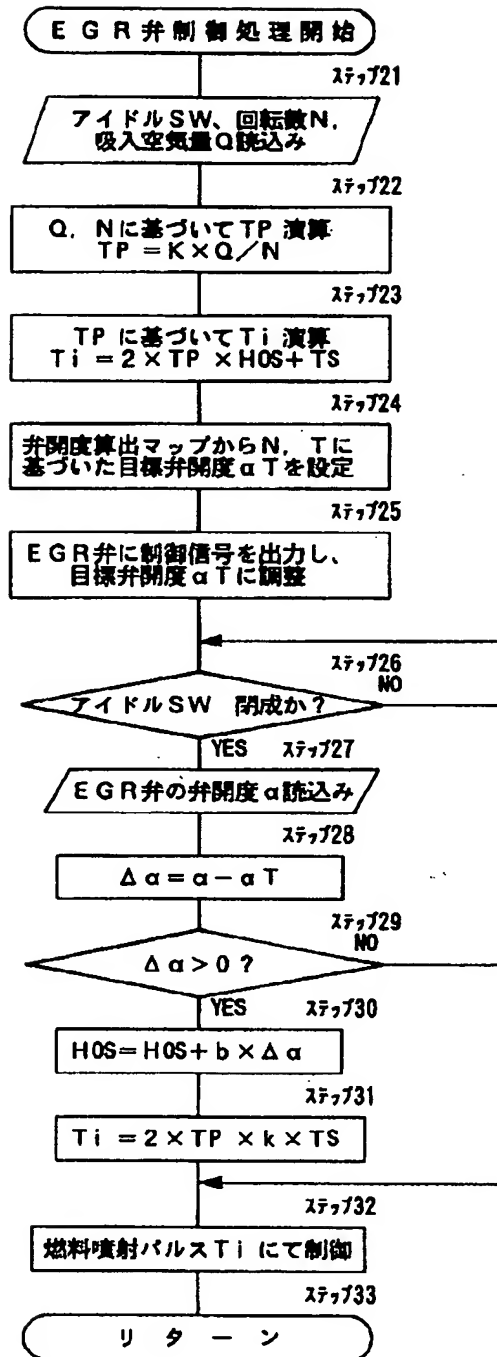 EGR弁制御処理開始
ステップ21
アイドルSW、回転数N,
吸入空気量Q読込み
ステップ22
Q, Nに基づいてTP 演算
TP=K×Q/N
ステップ23
TPに基づいてTi演算
Ti=2×TP×HOS+TS
ステップ24
弁開度算出マップからN, Tに
基づいた目標弁開度αTを設定
ステップ25
EGR弁に制御信号を出力し、
目標弁開度αTに調整
ステップ26
NO
アイドルSW 閉成か?
YES
ステップ27
EGR弁の弁開度α読込み
ステップ28
Δα=α-αT
ステップ29
NO
Δα>0?
YES
ステップ30
HOS=HOS+b×Δα
ステップ31
Ti=2×TP×k×TS
ステップ32
燃料噴射パルスTiにて制御
ステップ33
リターン